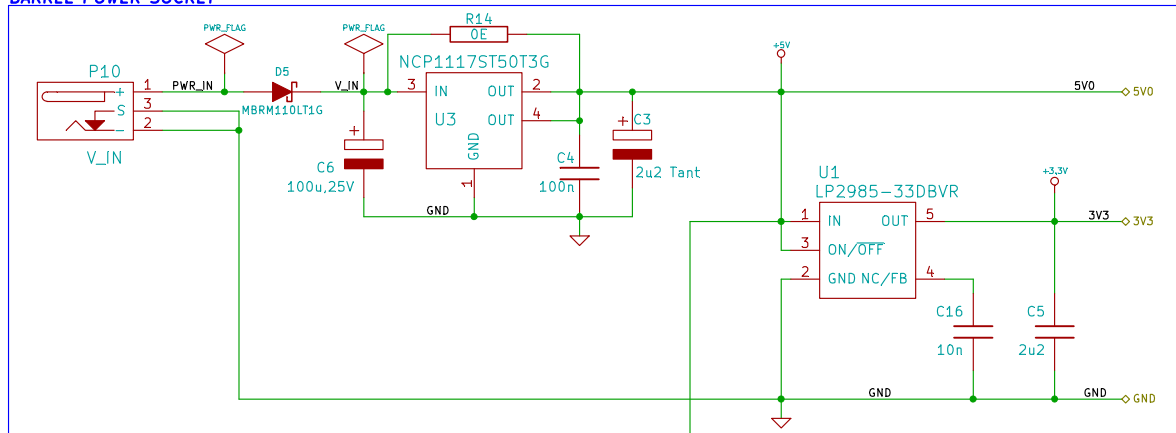 BARREL POWER SOCKET
PWR_FLAG
PWR_FLAG
R14
0E
+5V
NCP1117ST50T3G
P10
D5
1
PWR_IN
V_IN
3
IN
OUT
2
5V0
5V0
+
MBRM110LT1G
3
S
U3
OUT
4
+
C3
2
−
+
GND
V_IN
C6
100u,25V
C4
100n
2u2 Tant
1
GND
U1
LP2985-33DBVR
+3.3V
1
IN
OUT
5
3V3
3V3
3
ON/OFF
2
GND
NC/FB
4
C16
10n
C5
2u2
GND
GND
GND